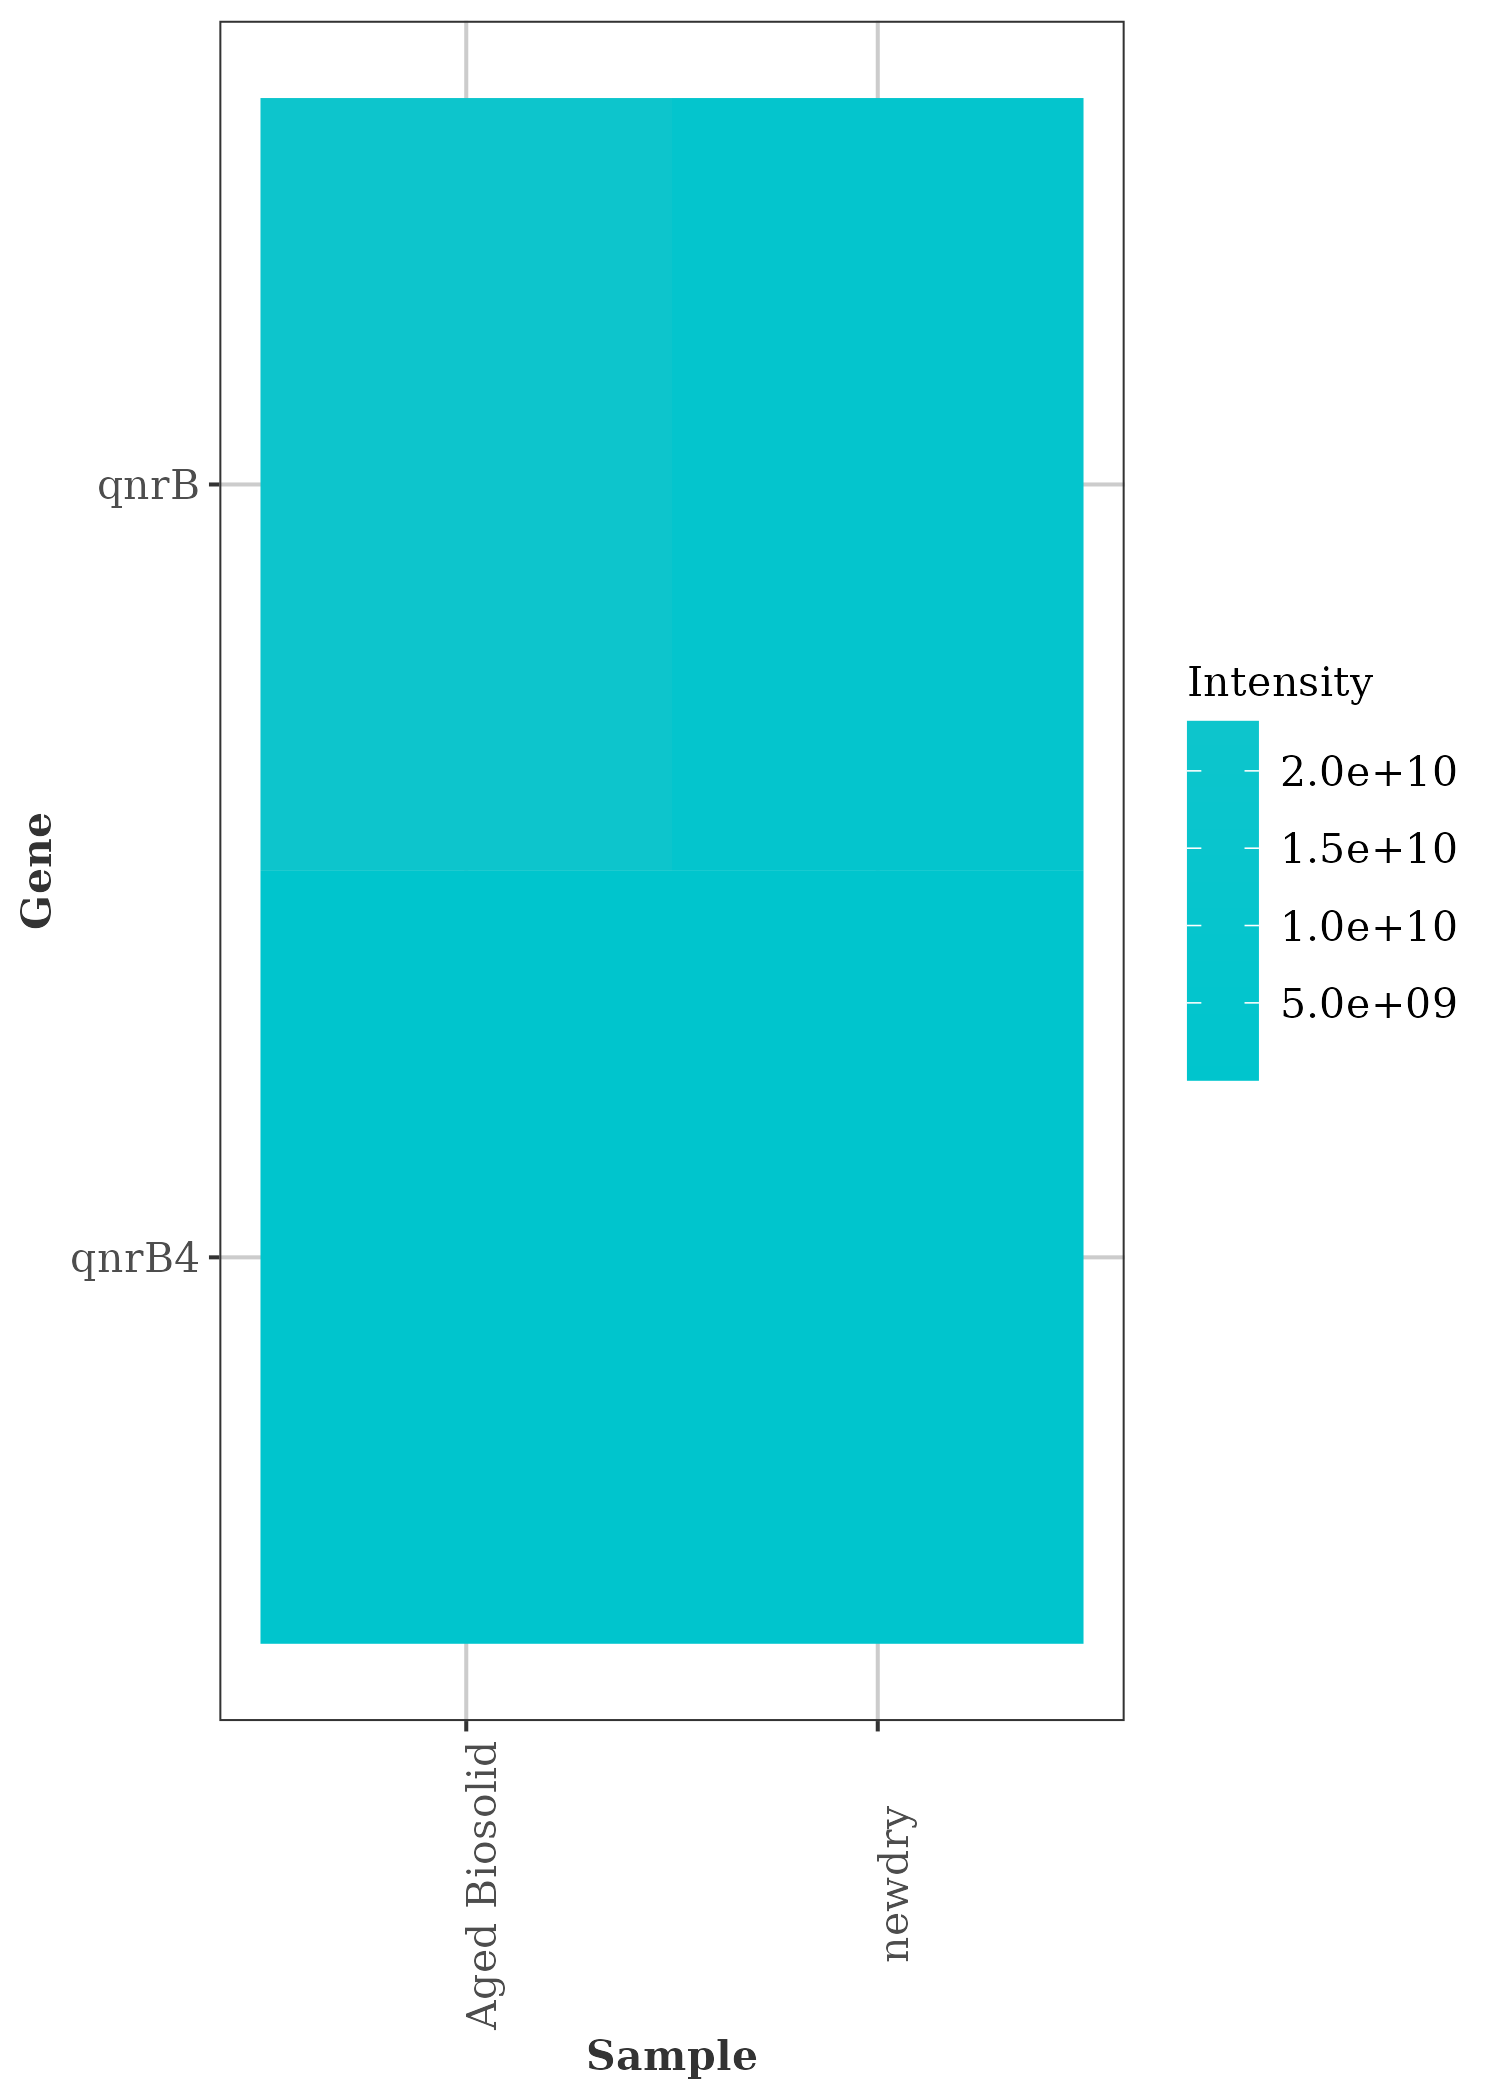 qnrB
qnrB4
Gene
Aged Biosolid
newdry
Sample
Intensity
2.0e+10
1.5e+10
1.0e+10
5.0e+09